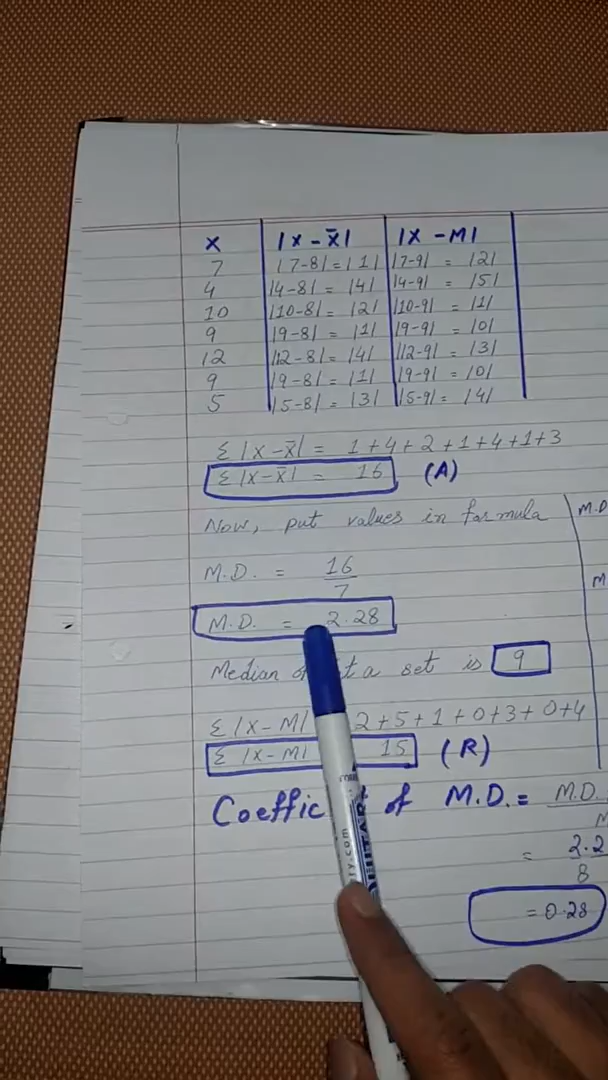 X |X - X̄| |X - M|
7 |7-8| = |1| |7-9| = |2|
4 |4-8| = |4| |4-9| = |5|
10 |10-8| = |2| |10-9| = |1|
9 |9-8| = |1| |9-9| = |0|
12 |12-8| = |4| |12-9| = |3|
9 |9-8| = |1| |9-9| = |0|
5 |5-8| = |3| |5-9| = |4|
Σ |X-X̄| = 1+4+2+1+4+1+3
Σ |X-X̄| = 16 (A)
Now, put values in formula
M.D. = 16/7
M.D. = 2.28
Median set is 9
Σ |X-M| 2+5+1+0+3+0+4
Σ |X-M| 15 (R)
of M.D. = M.D.
M
= 2.2
8
= 0.28
M.D
M